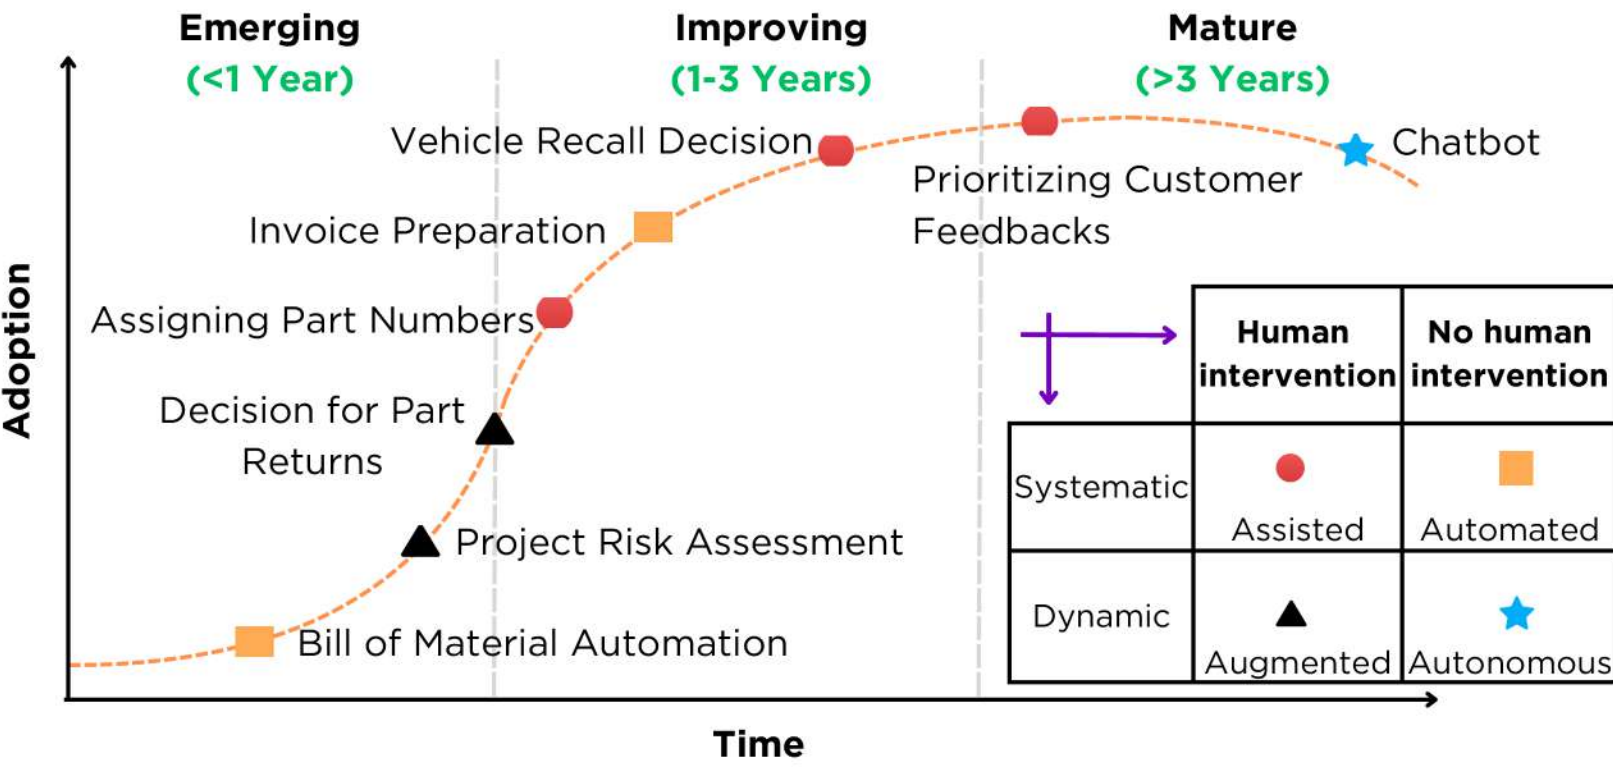 Emerging
(<1 Year)
Improving
(1-3 Years)
Mature
(>3 Years)
Vehicle Recall Decision
Chatbot
Prioritizing Customer
Feedbacks
Invoice Preparation
Assigning Part Numbers
Decision for Part
Returns
Project Risk Assessment
Bill of Material Automation
Adoption
Time
Human
intervention
No human
intervention
Systematic
Assisted
Automated
Dynamic
Augmented
Autonomous